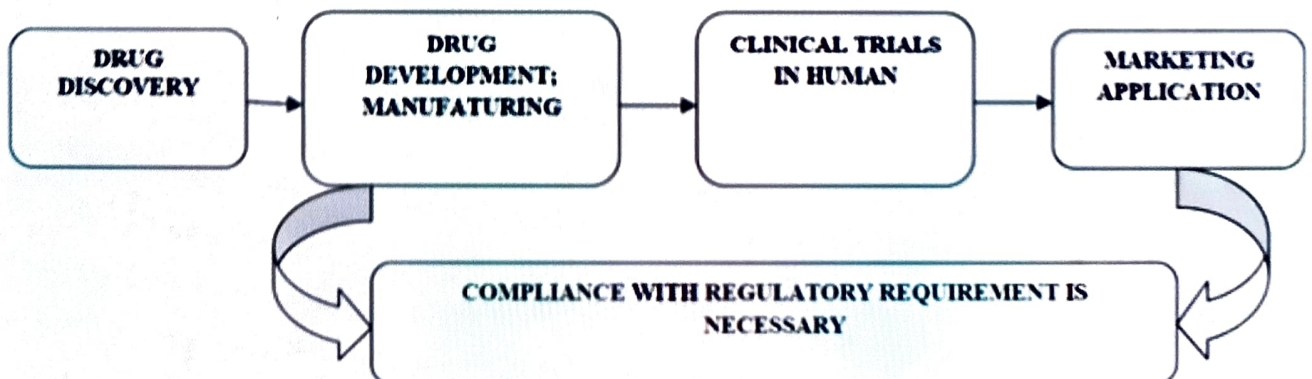 DRUG
DISCOVERY
DRUG
DEVELOPMENT;
MANUFATURING
CLINICAL TRIALS
IN HUMAN
MARKETING
APPLICATION
COMPLIANCE WITH REGULATORY REQUIREMENT IS
NECESSARY